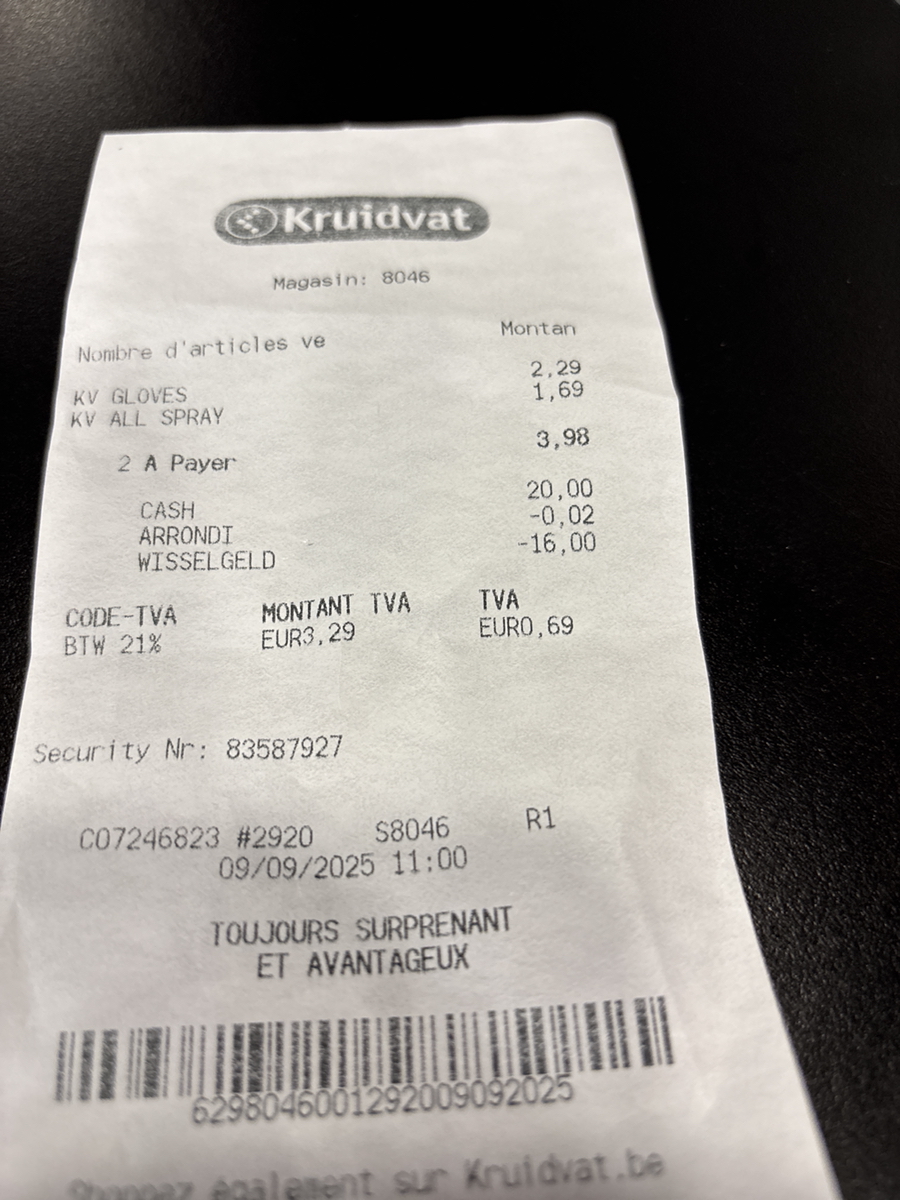 Kruidvat
Magasin: 8046
Nombre d'articles ve Montan
KV GLOVES 2,29
KV ALL SPRAY 1,69
2 A Payer 3,98
CASH 20,00
ARRONDI -0,02
WISSELGELD -16,00
CODE-TVA MONTANT TVA TVA
BTW 21% EUR3,29 EUR0,69
Security Nr: 83587927
C07246823 #2920 S8046 R1
09/09/2025 11:00
TOUJOURS SURPRENANT
ET AVANTAGEUX
6298046001292009092025
Shoppez également sur Kruidvat.be